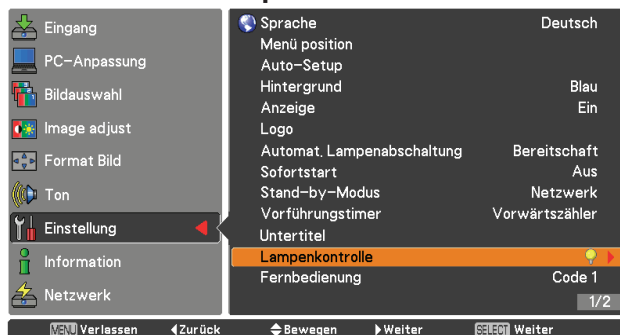 Eingang
PC-Anpassung
Bildauswahl
Image adjust
Format Bild
Ton
Einstellung
Information
Netzwerk
Sprache Deutsch
Menü position
Auto-Setup
Hintergrund Blau
Anzeige Ein
Logo
Automat. Lampenabschaltung Bereitschaft
Sofortstart Aus
Stand-by-Modus Netzwerk
Vorführungstimer Vorwärtszähler
Untertitel
Lampenkontrolle
Fernbedienung Code 1
1/2
MENU Verlassen Zurück Bewegen Weiter SELECT Weiter